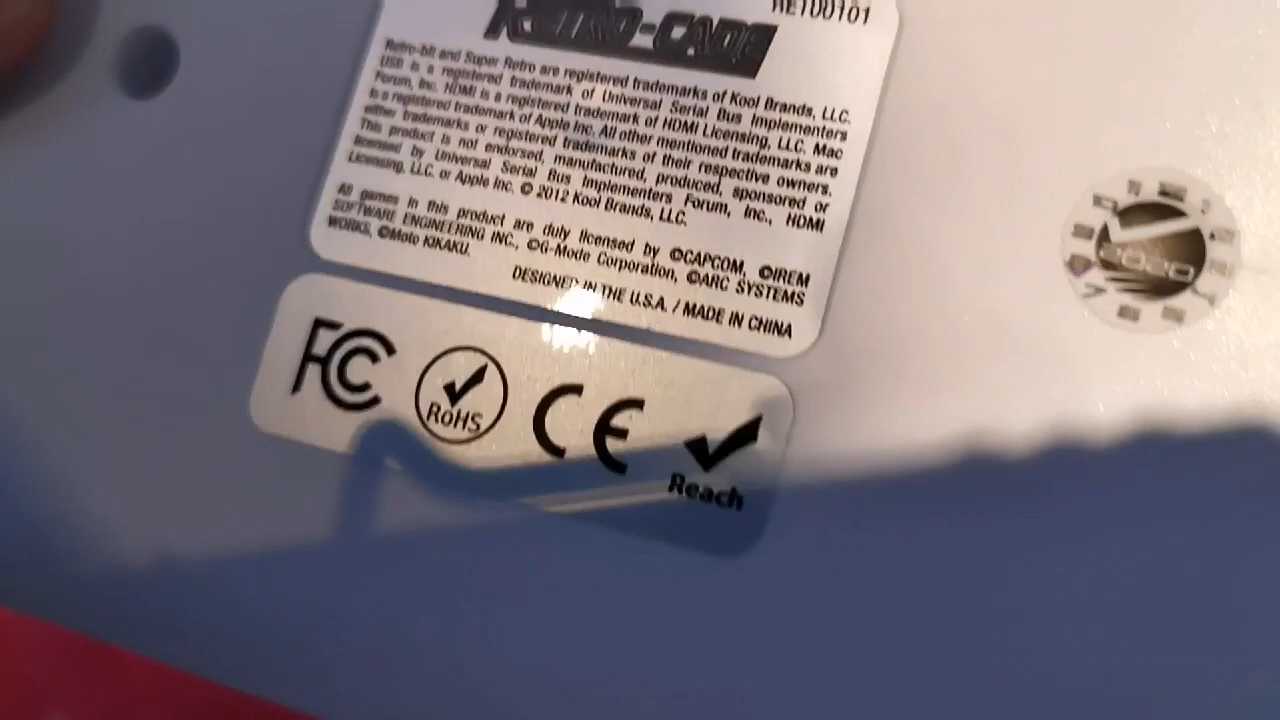 RETRO-CADE
Retro-bit and Super Retro are registered trademarks of Kool Brands, LLC.
USB is a registered trademark of Universal Serial Bus Implementers
Forum, Inc. HDMI is a registered trademark of HDMI Licensing, LLC. Mac
is a registered trademark of Apple Inc. All other mentioned trademarks are
either trademarks or registered trademarks of their respective owners.
This product is not endorsed, manufactured, produced, sponsored or
licensed by Universal Serial Bus Implementers Forum, Inc., HDMI
Licensing, LLC. or Apple Inc. © 2012 Kool Brands, LLC.
All games in this product are duly licensed by ©CAPCOM, ©IREM
SOFTWARE ENGINEERING INC., ©G-Mode Corporation, ©ARC SYSTEMS
WORKS, ©Moto KIKAKU.
DESIGNED IN THE U.S.A. / MADE IN CHINA
FC
RoHS
CE
Reach